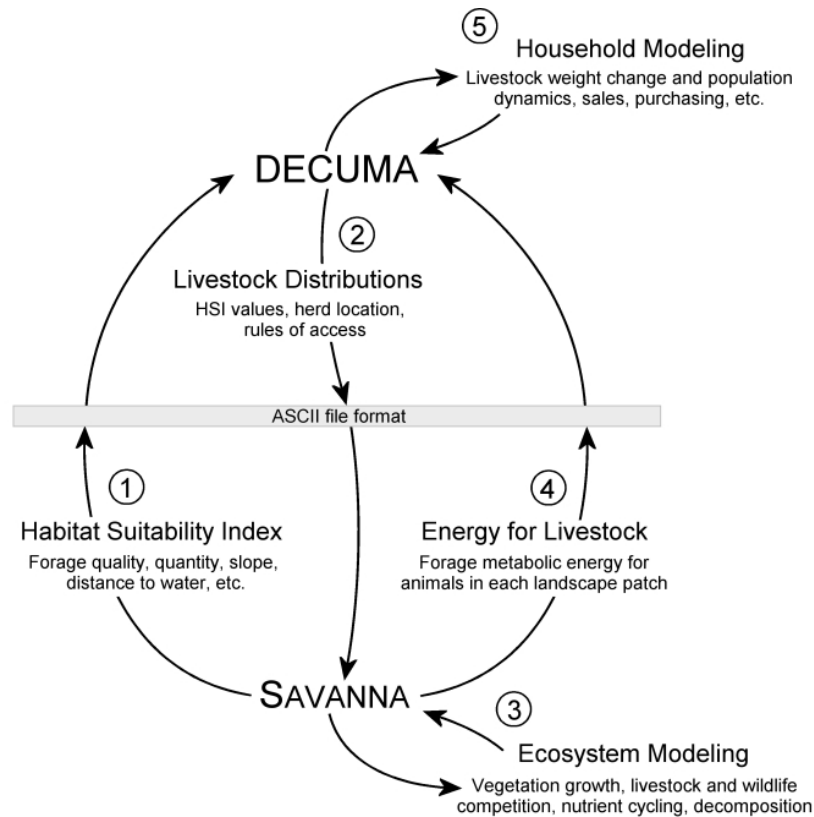 ⑤
Household Modeling
Livestock weight change and population
dynamics, sales, purchasing, etc.
DECUMA
②
Livestock Distributions
HSI values, herd location,
rules of access
ASCII file format
①
Habitat Suitability Index
Forage quality, quantity, slope,
distance to water, etc.
④
Energy for Livestock
Forage metabolic energy for
animals in each landscape patch
SAVANNA
③
Ecosystem Modeling
Vegetation growth, livestock and wildlife
competition, nutrient cycling, decomposition